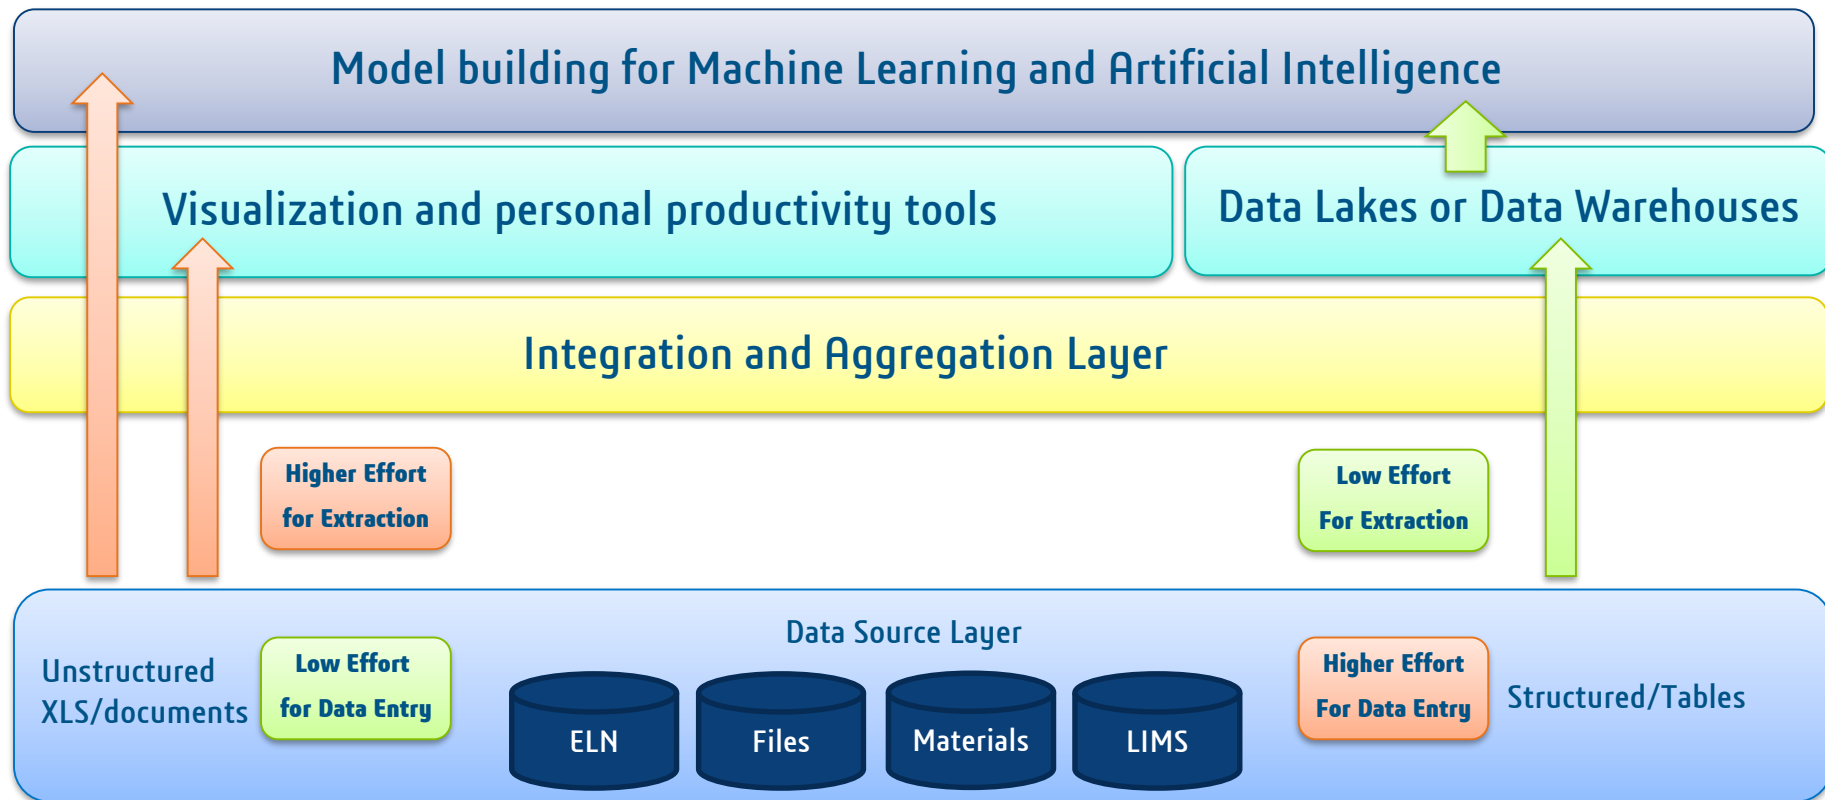 Model building for Machine Learning and Artificial Intelligence
Visualization and personal productivity tools
Data Lakes or Data Warehouses
Integration and Aggregation Layer
Higher Effort
for Extraction
Low Effort
For Extraction
Data Source Layer
Unstructured
XLS/documents
Low Effort
for Data Entry
ELN
Files
Materials
LIMS
Higher Effort
For Data Entry
Structured/Tables